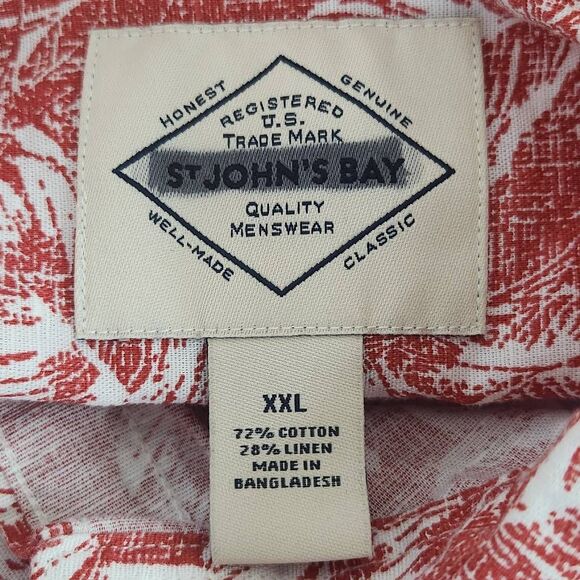 HONEST
GENUINE
REGISTERED
U.S.
TRADE MARK
ST JOHN'S BAY
QUALITY
MENSWEAR
WELL-MADE
CLASSIC
XXL
72% COTTON
28% LINEN
MADE IN
BANGLADESH